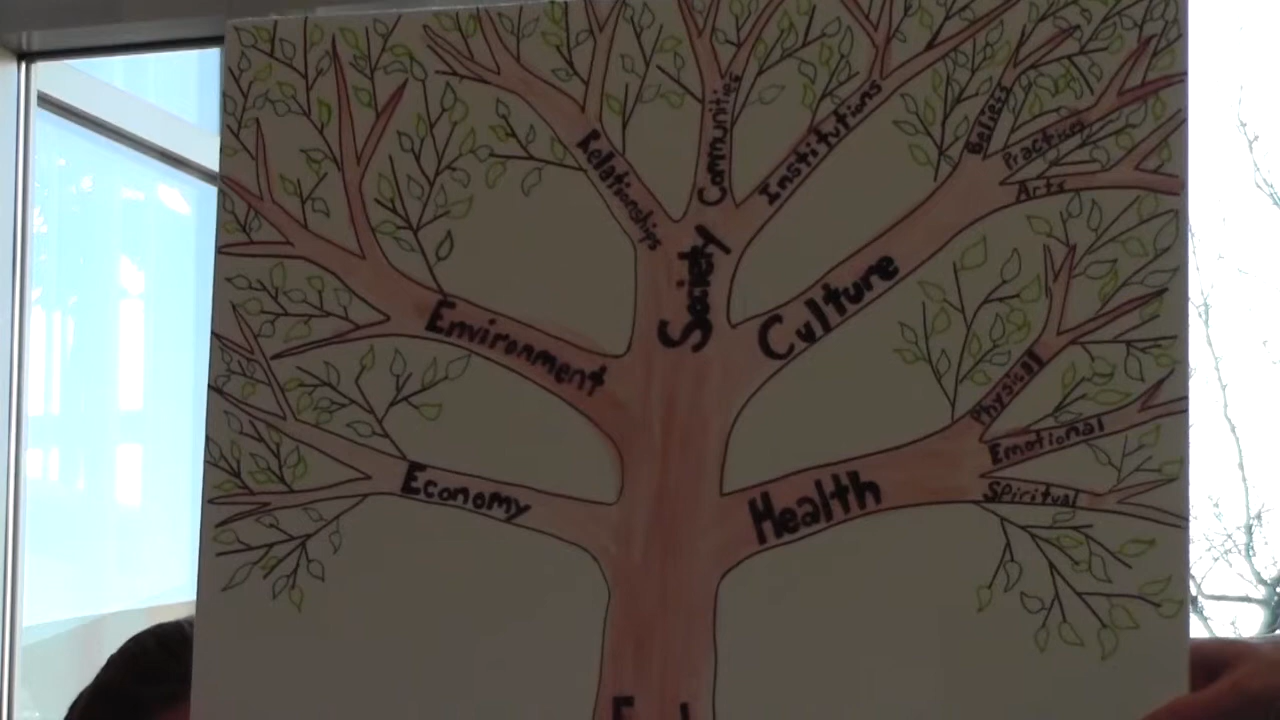 Relationships
Communities
Institutions
Beliefs
Practices
Arts
Society
Culture
Environment
Physical
Emotional
Spiritual
Health
Economy